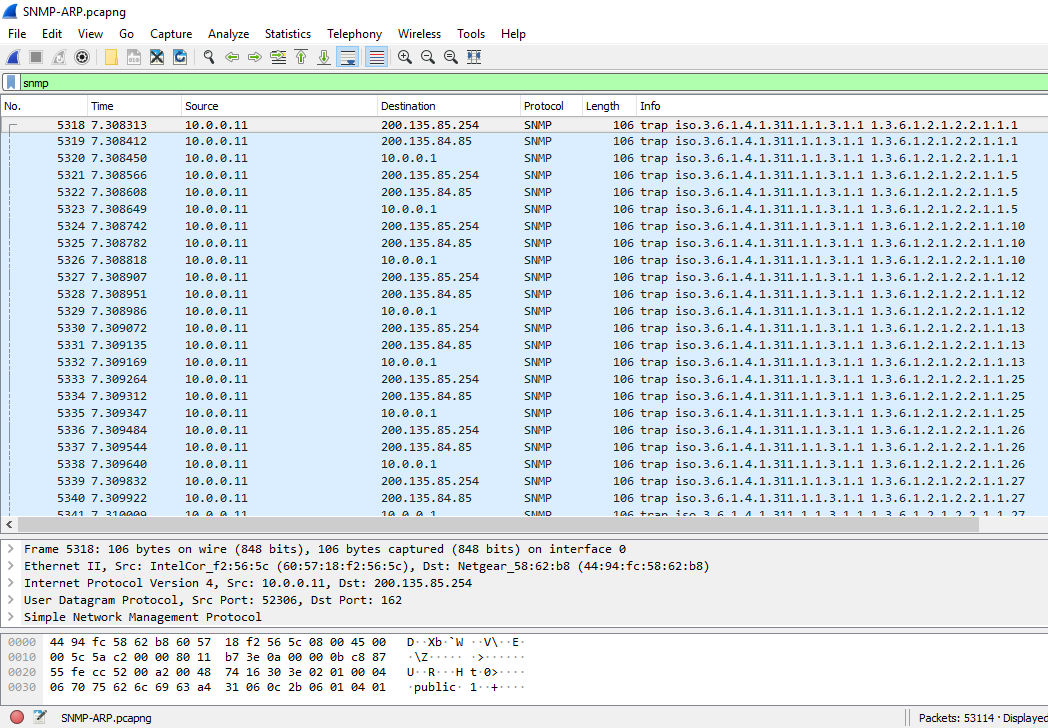 SNMP-ARP.pcapng
File Edit View Go Capture Analyze Statistics Telephony Wireless Tools Help
snmp
No. Time Source Destination Protocol Length Info
5318 7.308313 10.0.0.11 200.135.85.254 SNMP 106 trap iso.3.6.1.4.1.311.1.1.3.1.1 1.3.6.1.2.1.2.2.1.1.1
5319 7.308412 10.0.0.11 200.135.84.85 SNMP 106 trap iso.3.6.1.4.1.311.1.1.3.1.1 1.3.6.1.2.1.2.2.1.1.1
5320 7.308450 10.0.0.11 10.0.0.1 SNMP 106 trap iso.3.6.1.4.1.311.1.1.3.1.1 1.3.6.1.2.1.2.2.1.1.1
5321 7.308566 10.0.0.11 200.135.85.254 SNMP 106 trap iso.3.6.1.4.1.311.1.1.3.1.1 1.3.6.1.2.1.2.2.1.1.5
5322 7.308608 10.0.0.11 200.135.84.85 SNMP 106 trap iso.3.6.1.4.1.311.1.1.3.1.1 1.3.6.1.2.1.2.2.1.1.5
5323 7.308649 10.0.0.11 10.0.0.1 SNMP 106 trap iso.3.6.1.4.1.311.1.1.3.1.1 1.3.6.1.2.1.2.2.1.1.5
5324 7.308742 10.0.0.11 200.135.85.254 SNMP 106 trap iso.3.6.1.4.1.311.1.1.3.1.1 1.3.6.1.2.1.2.2.1.1.10
5325 7.308782 10.0.0.11 200.135.84.85 SNMP 106 trap iso.3.6.1.4.1.311.1.1.3.1.1 1.3.6.1.2.1.2.2.1.1.10
5326 7.308818 10.0.0.11 10.0.0.1 SNMP 106 trap iso.3.6.1.4.1.311.1.1.3.1.1 1.3.6.1.2.1.2.2.1.1.10
5327 7.308907 10.0.0.11 200.135.85.254 SNMP 106 trap iso.3.6.1.4.1.311.1.1.3.1.1 1.3.6.1.2.1.2.2.1.1.12
5328 7.308951 10.0.0.11 200.135.84.85 SNMP 106 trap iso.3.6.1.4.1.311.1.1.3.1.1 1.3.6.1.2.1.2.2.1.1.12
5329 7.308986 10.0.0.11 10.0.0.1 SNMP 106 trap iso.3.6.1.4.1.311.1.1.3.1.1 1.3.6.1.2.1.2.2.1.1.12
5330 7.309072 10.0.0.11 200.135.85.254 SNMP 106 trap iso.3.6.1.4.1.311.1.1.3.1.1 1.3.6.1.2.1.2.2.1.1.13
5331 7.309135 10.0.0.11 200.135.84.85 SNMP 106 trap iso.3.6.1.4.1.311.1.1.3.1.1 1.3.6.1.2.1.2.2.1.1.13
5332 7.309169 10.0.0.11 10.0.0.1 SNMP 106 trap iso.3.6.1.4.1.311.1.1.3.1.1 1.3.6.1.2.1.2.2.1.1.13
5333 7.309264 10.0.0.11 200.135.85.254 SNMP 106 trap iso.3.6.1.4.1.311.1.1.3.1.1 1.3.6.1.2.1.2.2.1.1.25
5334 7.309312 10.0.0.11 200.135.84.85 SNMP 106 trap iso.3.6.1.4.1.311.1.1.3.1.1 1.3.6.1.2.1.2.2.1.1.25
5335 7.309347 10.0.0.11 10.0.0.1 SNMP 106 trap iso.3.6.1.4.1.311.1.1.3.1.1 1.3.6.1.2.1.2.2.1.1.25
5336 7.309484 10.0.0.11 200.135.85.254 SNMP 106 trap iso.3.6.1.4.1.311.1.1.3.1.1 1.3.6.1.2.1.2.2.1.1.26
5337 7.309544 10.0.0.11 200.135.84.85 SNMP 106 trap iso.3.6.1.4.1.311.1.1.3.1.1 1.3.6.1.2.1.2.2.1.1.26
5338 7.309640 10.0.0.11 10.0.0.1 SNMP 106 trap iso.3.6.1.4.1.311.1.1.3.1.1 1.3.6.1.2.1.2.2.1.1.26
5339 7.309832 10.0.0.11 200.135.85.254 SNMP 106 trap iso.3.6.1.4.1.311.1.1.3.1.1 1.3.6.1.2.1.2.2.1.1.27
5340 7.309922 10.0.0.11 200.135.84.85 SNMP 106 trap iso.3.6.1.4.1.311.1.1.3.1.1 1.3.6.1.2.1.2.2.1.1.27
5341 7.310009 10.0.0.11 10.0.0.1 SNMP 106 trap iso.3.6.1.4.1.311.1.1.3.1.1 1.3.6.1.2.1.2.2.1.1.27
Frame 5318: 106 bytes on wire (848 bits), 106 bytes captured (848 bits) on interface 0
Ethernet II, Src: IntelCor_f2:56:5c (60:57:18:f2:56:5c), Dst: Netgear_58:62:b8 (44:94:fc:58:62:b8)
Internet Protocol Version 4, Src: 10.0.0.11, Dst: 200.135.85.254
User Datagram Protocol, Src Port: 52306, Dst Port: 162
Simple Network Management Protocol
0000 44 94 fc 58 62 b8 60 57 18 f2 56 5c 08 00 45 00 D··Xb·`W ··V\··E·
0010 00 5c 5a c2 00 00 80 11 b7 3e 0a 00 00 0b c8 87 ·\Z····· ·>······
0020 55 fe cc 52 00 a2 00 48 74 16 30 3e 02 01 00 04 U··R···H t·0>····
0030 06 70 75 62 6c 69 63 a4 31 06 0c 2b 06 01 04 01 ·public· 1··+····
SNMP-ARP.pcapng Packets: 53114 · Displayed